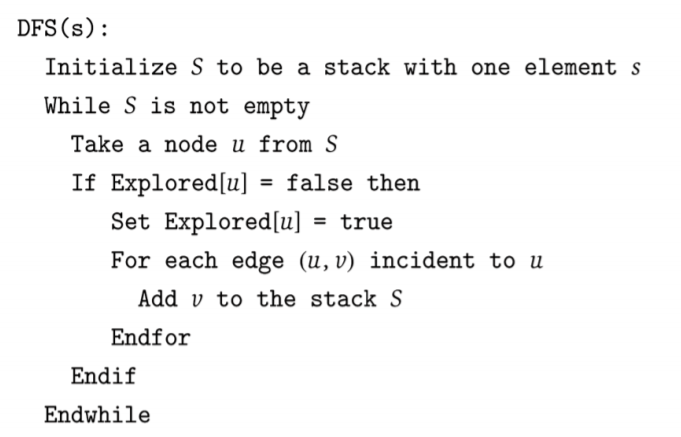 DFS(s):
Initialize S to be a stack with one element s
While S is not empty
Take a node u from S
If Explored[u] = false then
Set Explored[u] = true
For each edge (u, v) incident to u
Add v to the stack S
Endfor
Endif
Endwhile